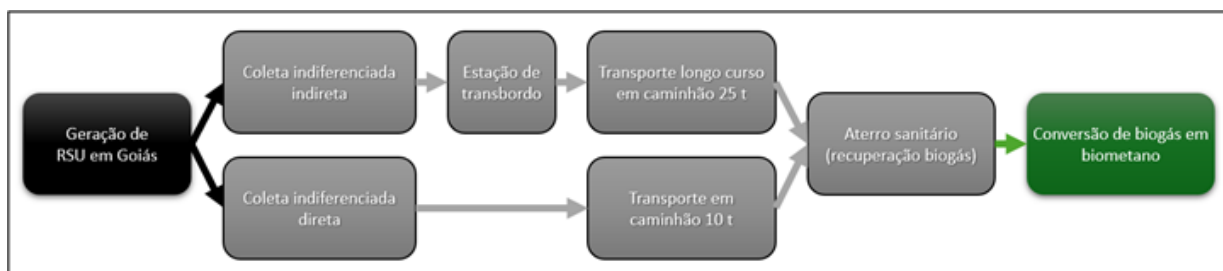 Geração de
RSU em Goiás
Coleta indiferenciada
indireta
Estação de
transbordo
Transporte longo curso
em caminhão 25 t
Coleta indiferenciada
direta
Transporte em
caminhão 10 t
Aterro sanitário
(recuperação biogás)
Conversão de biogás em
biometano